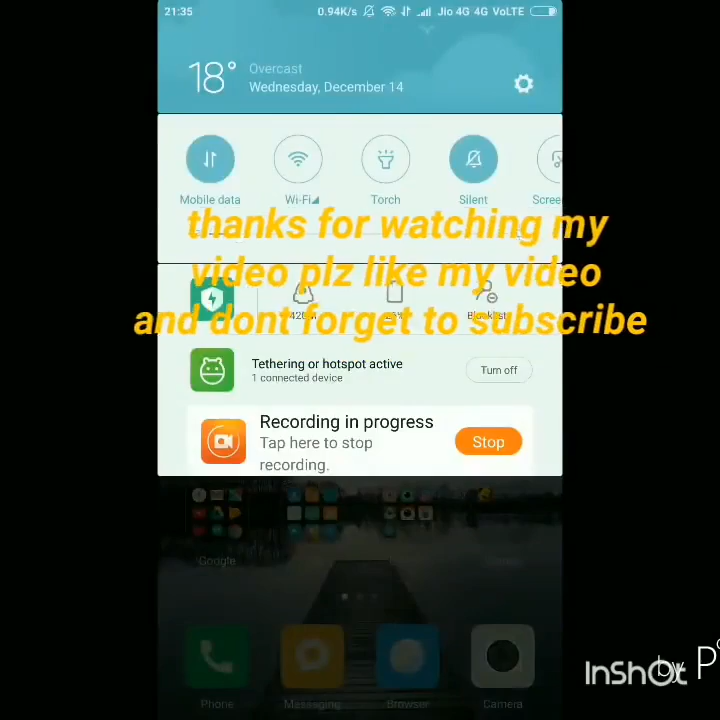 21:35 0.94K/s Jio 4G 4G VoLTE
18° Overcast
Wednesday, December 14
Mobile data Wi-Fi Torch Silent Scree
thanks for watching my
video plz like my video
and dont forget to subscribe
Tethering or hotspot active
1 connected device
Turn off
Recording in progress
Tap here to stop
recording.
Stop
Google
Phone Messaging Browser Camera
InShOt by P